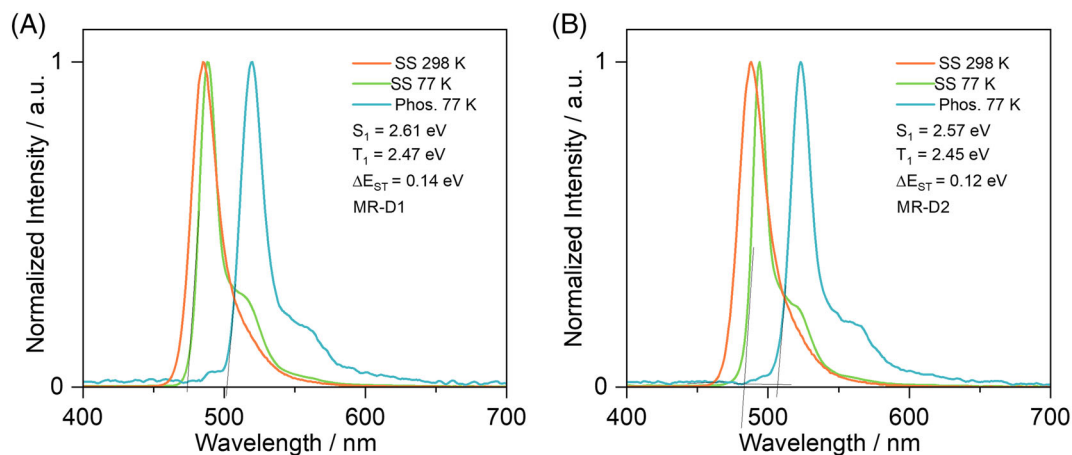 (A)
Normalized Intensity / a.u.
1
0
SS 298 K
SS 77 K
Phos. 77 K
S₁ = 2.61 eV
T₁ = 2.47 eV
ΔE_ST = 0.14 eV
MR-D1
400 500 600 700
Wavelength / nm
(B)
Normalized Intensity / a.u.
1
0
SS 298 K
SS 77 K
Phos. 77 K
S₁ = 2.57 eV
T₁ = 2.45 eV
ΔE_ST = 0.12 eV
MR-D2
400 500 600 700
Wavelength / nm